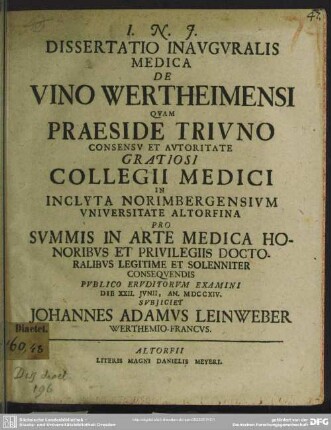 I. N. J.
DISSERTATIO INAVGVRALIS
MEDICA
DE
VINO WERTHEIMENSI
QVAM
PRAESIDE TRIVNO
CONSENSV ET AVTORITATE
GRATIOSI
COLLEGII MEDICI
IN
INCLYTA NORIMBERGENSIVM
VNIVERSITATE ALTORFINA
PRO
SVMMIS IN ARTE MEDICA HO-
NORIBVS ET PRIVILEGIIS DOCTO-
RALIBVS LEGITIME ET SOLENNITER
CONSEQVENDIS
PVBLICO ERVDITORVM EXAMINI
DIE XXII. JVNII, AN. MDCCXIV.
SVBJICIET
JOHANNES ADAMVS LEINWEBER
WERTHEMIO-FRANCVS.
ALTORFII
LITERIS MAGNI DANIELIS MEYERI.